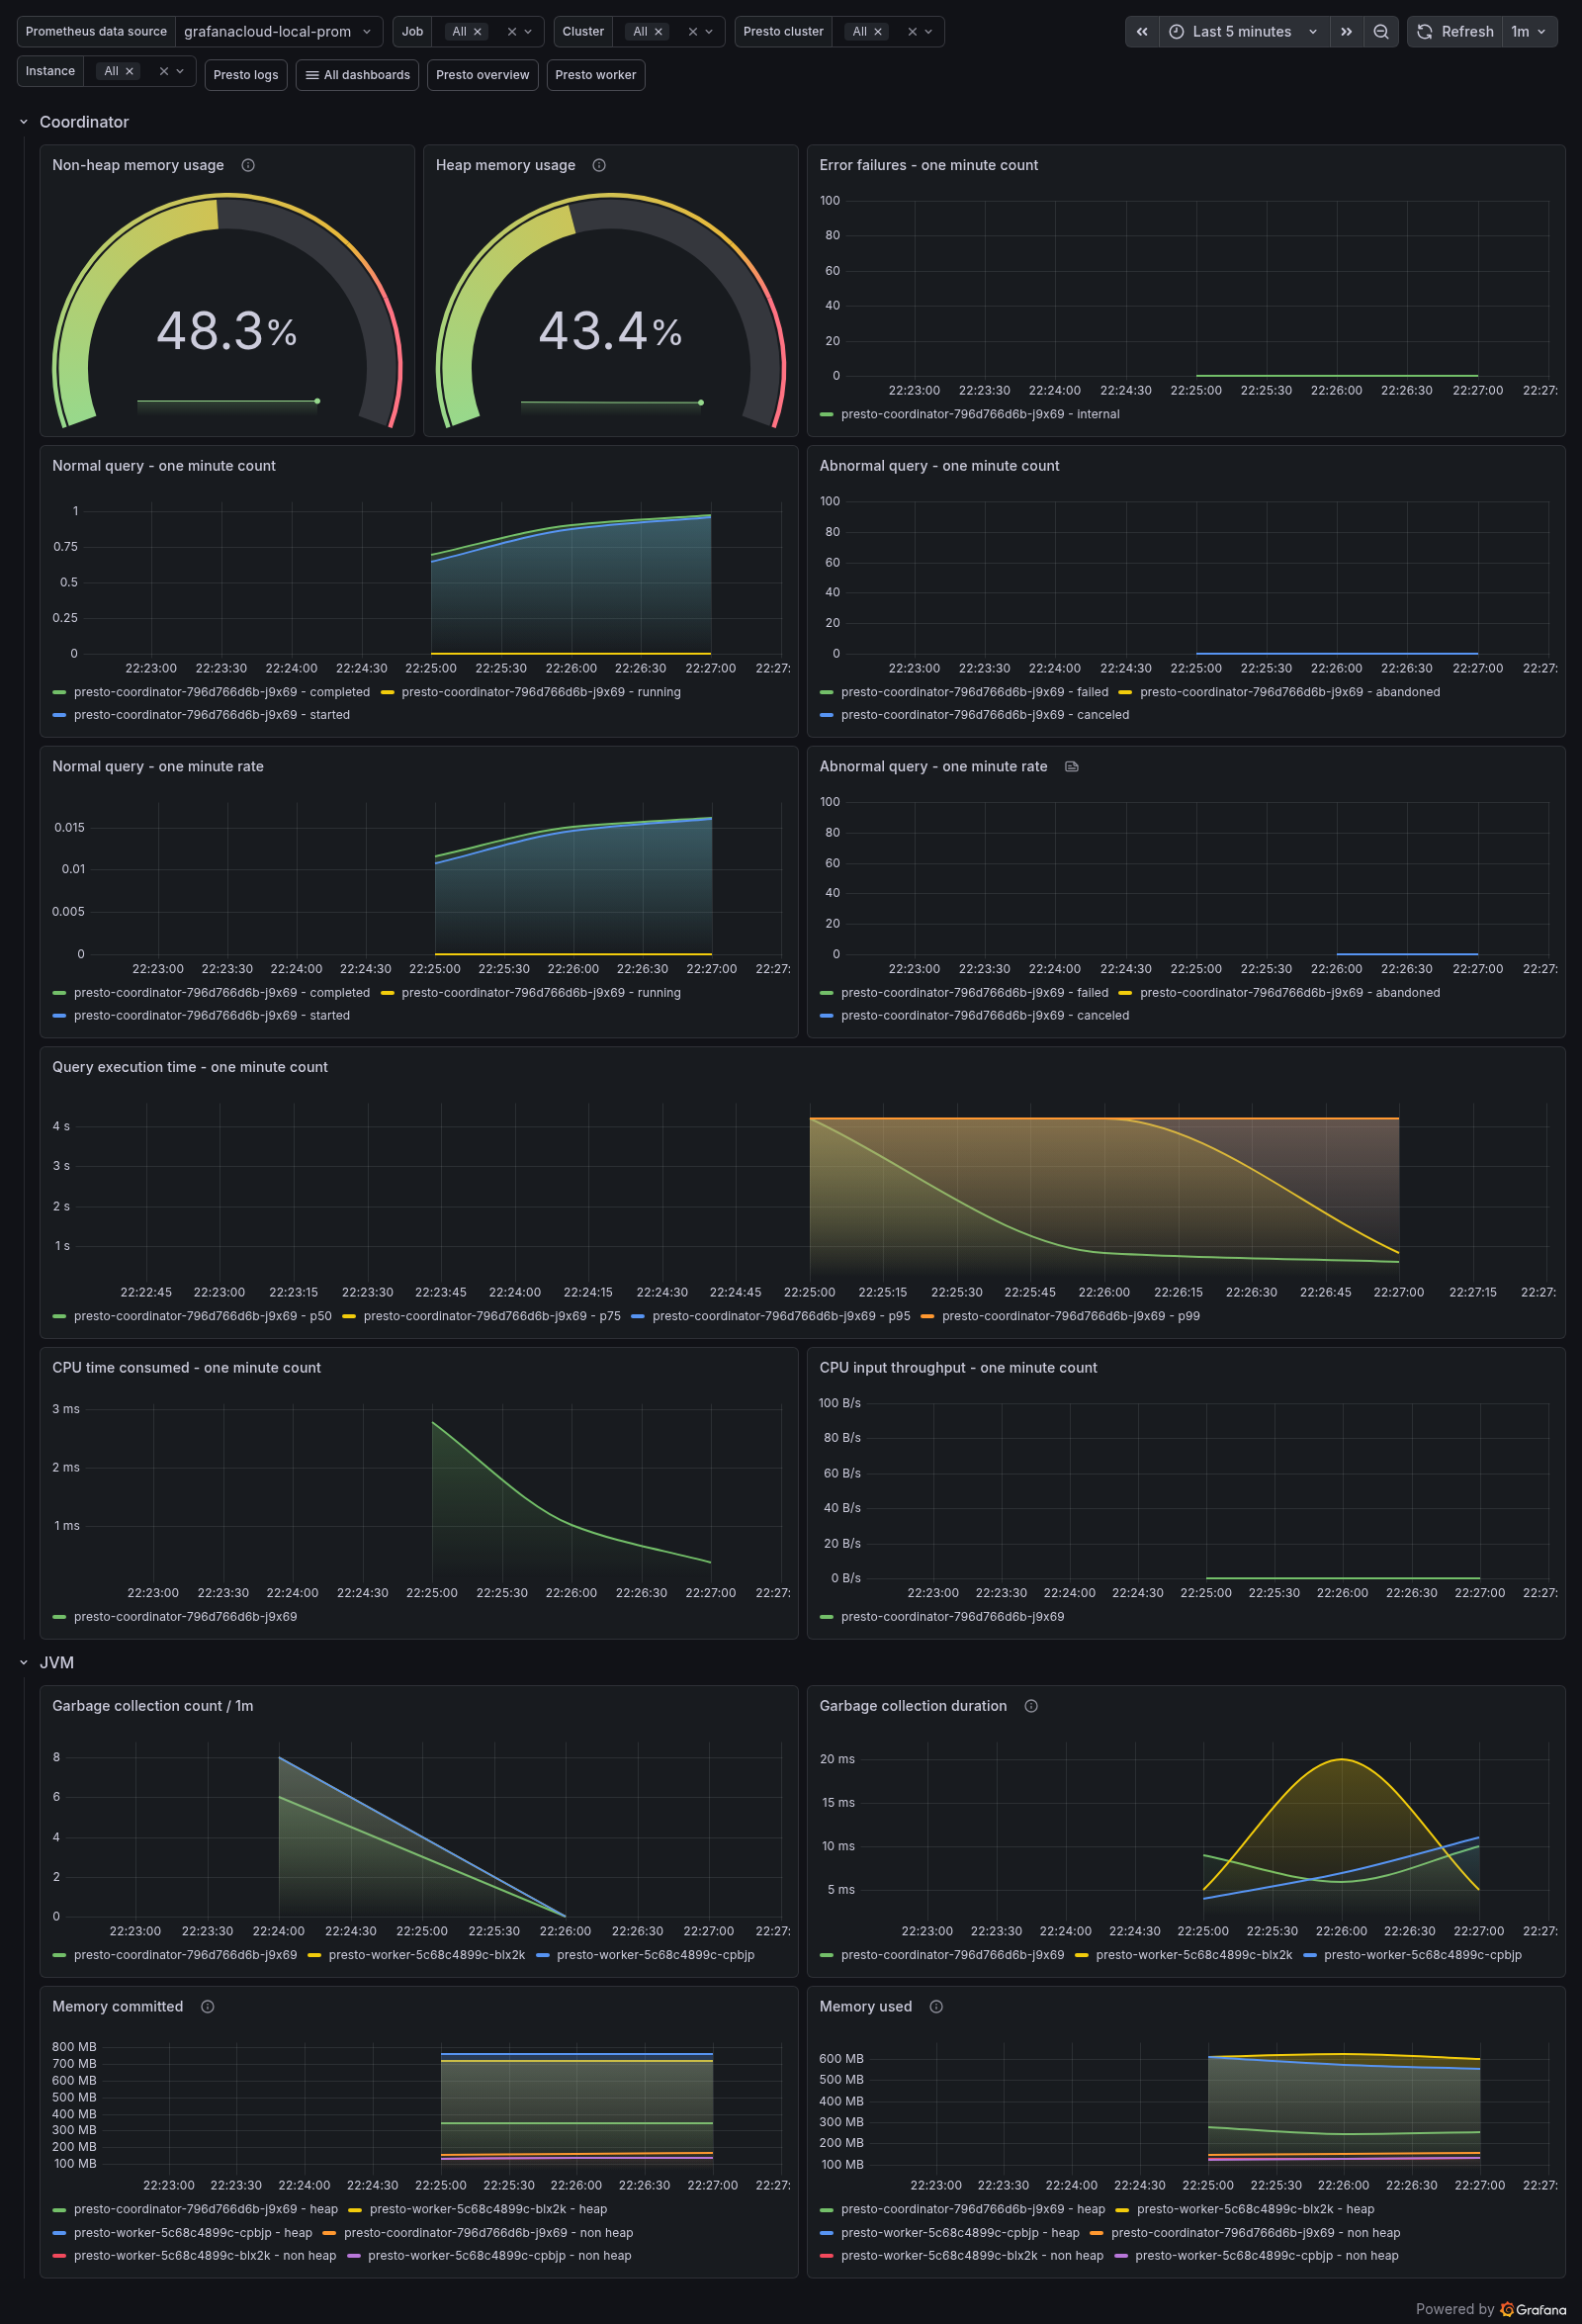 Prometheus data source grafanacloud-local-prom Job All Cluster All Presto cluster All Last 5 minutes Refresh 1m
Instance All Presto logs All dashboards Presto overview Presto worker
Coordinator
Non-heap memory usage
48.3%
Heap memory usage
43.4%
Error failures - one minute count
100
80
60
40
20
0
22:23:00 22:23:30 22:24:00 22:24:30 22:25:00 22:25:30 22:26:00 22:26:30 22:27:00 22:27:
presto-coordinator-796d766d6b-j9x69 - internal
Normal query - one minute count
1
0.75
0.5
0.25
0
22:23:00 22:23:30 22:24:00 22:24:30 22:25:00 22:25:30 22:26:00 22:26:30 22:27:00 22:27:
presto-coordinator-796d766d6b-j9x69 - completed presto-coordinator-796d766d6b-j9x69 - running
presto-coordinator-796d766d6b-j9x69 - started
Abnormal query - one minute count
100
80
60
40
20
0
22:23:00 22:23:30 22:24:00 22:24:30 22:25:00 22:25:30 22:26:00 22:26:30 22:27:00 22:27:
presto-coordinator-796d766d6b-j9x69 - failed presto-coordinator-796d766d6b-j9x69 - abandoned
presto-coordinator-796d766d6b-j9x69 - canceled
Normal query - one minute rate
0.015
0.01
0.005
0
22:23:00 22:23:30 22:24:00 22:24:30 22:25:00 22:25:30 22:26:00 22:26:30 22:27:00 22:27:
presto-coordinator-796d766d6b-j9x69 - completed presto-coordinator-796d766d6b-j9x69 - running
presto-coordinator-796d766d6b-j9x69 - started
Abnormal query - one minute rate
100
80
60
40
20
0
22:23:00 22:23:30 22:24:00 22:24:30 22:25:00 22:25:30 22:26:00 22:26:30 22:27:00 22:27:
presto-coordinator-796d766d6b-j9x69 - failed presto-coordinator-796d766d6b-j9x69 - abandoned
presto-coordinator-796d766d6b-j9x69 - canceled
Query execution time - one minute count
4 s
3 s
2 s
1 s
22:22:45 22:23:00 22:23:15 22:23:30 22:23:45 22:24:00 22:24:15 22:24:30 22:24:45 22:25:00 22:25:15 22:25:30 22:25:45 22:26:00 22:26:15 22:26:30 22:26:45 22:27:00 22:27:15 22:27:
presto-coordinator-796d766d6b-j9x69 - p50 presto-coordinator-796d766d6b-j9x69 - p75 presto-coordinator-796d766d6b-j9x69 - p95 presto-coordinator-796d766d6b-j9x69 - p99
CPU time consumed - one minute count
3 ms
2 ms
1 ms
22:23:00 22:23:30 22:24:00 22:24:30 22:25:00 22:25:30 22:26:00 22:26:30 22:27:00 22:27:
presto-coordinator-796d766d6b-j9x69
CPU input throughput - one minute count
100 B/s
80 B/s
60 B/s
40 B/s
20 B/s
0 B/s
22:23:00 22:23:30 22:24:00 22:24:30 22:25:00 22:25:30 22:26:00 22:26:30 22:27:00 22:27:
presto-coordinator-796d766d6b-j9x69
JVM
Garbage collection count / 1m
8
6
4
2
0
22:23:00 22:23:30 22:24:00 22:24:30 22:25:00 22:25:30 22:26:00 22:26:30 22:27:00 22:27:
presto-coordinator-796d766d6b-j9x69 presto-worker-5c68c4899c-blx2k presto-worker-5c68c4899c-cpbjp
Garbage collection duration
20 ms
15 ms
10 ms
5 ms
22:23:00 22:23:30 22:24:00 22:24:30 22:25:00 22:25:30 22:26:00 22:26:30 22:27:00 22:27:
presto-coordinator-796d766d6b-j9x69 presto-worker-5c68c4899c-blx2k presto-worker-5c68c4899c-cpbjp
Memory committed
800 MB
700 MB
600 MB
500 MB
400 MB
300 MB
200 MB
100 MB
22:23:00 22:23:30 22:24:00 22:24:30 22:25:00 22:25:30 22:26:00 22:26:30 22:27:00 22:27:
presto-coordinator-796d766d6b-j9x69 - heap presto-worker-5c68c4899c-blx2k - heap
presto-worker-5c68c4899c-cpbjp - heap presto-coordinator-796d766d6b-j9x69 - non heap
presto-worker-5c68c4899c-blx2k - non heap presto-worker-5c68c4899c-cpbjp - non heap
Memory used
600 MB
500 MB
400 MB
300 MB
200 MB
100 MB
22:23:00 22:23:30 22:24:00 22:24:30 22:25:00 22:25:30 22:26:00 22:26:30 22:27:00 22:27:
presto-coordinator-796d766d6b-j9x69 - heap presto-worker-5c68c4899c-blx2k - heap
presto-worker-5c68c4899c-cpbjp - heap presto-coordinator-796d766d6b-j9x69 - non heap
presto-worker-5c68c4899c-blx2k - non heap presto-worker-5c68c4899c-cpbjp - non heap
Powered by Grafana